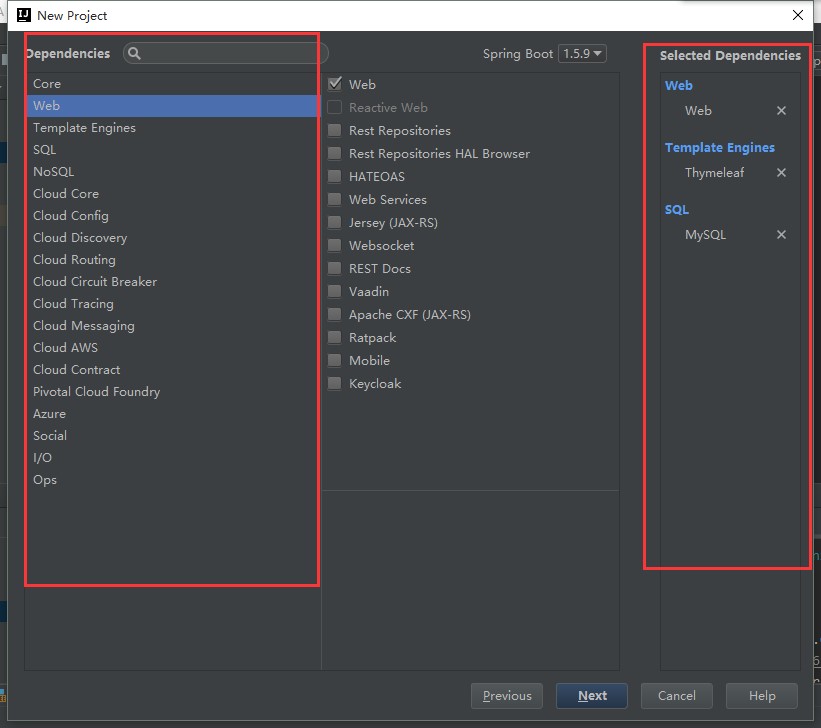 IJ New Project
Dependencies
Spring Boot 1.5.9
Selected Dependencies
Core
Web
Template Engines
SQL
NoSQL
Cloud Core
Cloud Config
Cloud Discovery
Cloud Routing
Cloud Circuit Breaker
Cloud Tracing
Cloud Messaging
Cloud AWS
Cloud Contract
Pivotal Cloud Foundry
Azure
Social
I/O
Ops
Web
Reactive Web
Rest Repositories
Rest Repositories HAL Browser
HATEOAS
Web Services
Jersey (JAX-RS)
Websocket
REST Docs
Vaadin
Apache CXF (JAX-RS)
Ratpack
Mobile
Keycloak
Web
Web
Template Engines
Thymeleaf
SQL
MySQL
Previous
Next
Cancel
Help